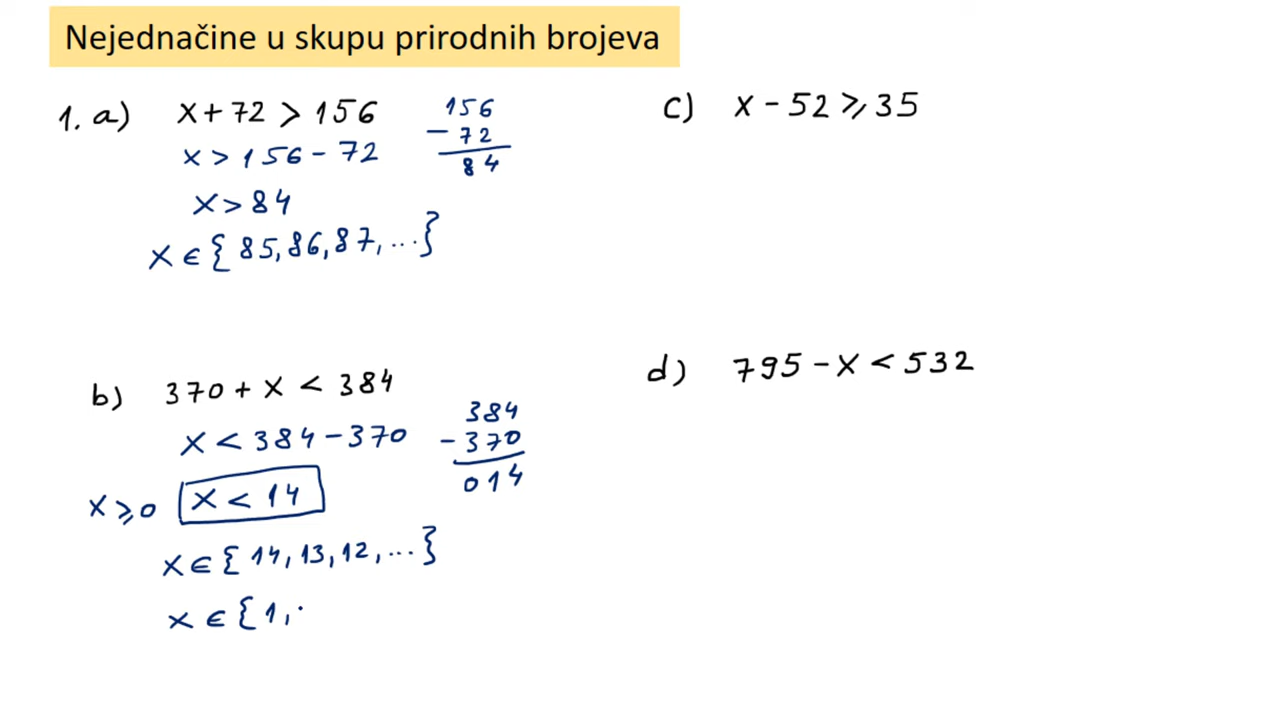 Nejednačine u skupu prirodnih brojeva
1. a) x + 72 > 156
x > 156 - 72
x > 84
x ∈ { 85, 86, 87, ... }
156
- 72
84
b) 370 + x < 384
x < 384 - 370
x ⩾ 0 x < 14
x ∈ { 14, 13, 12, ... }
x ∈ { 1, .
384
- 370
014
c) x - 52 ⩾ 35
d) 795 - x < 532